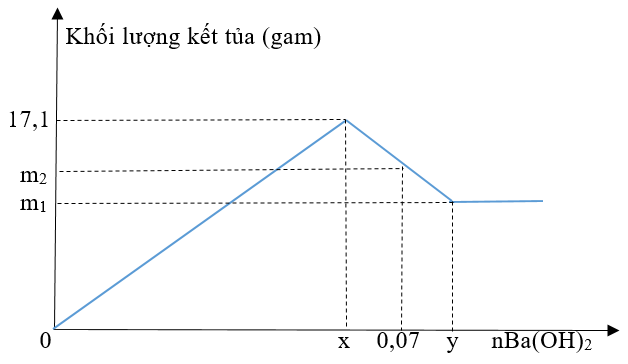 Khối lượng kết tủa (gam)
17,1
m₂
m₁
0
x
0,07
y
nBa(OH)₂